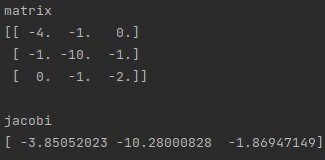 matrix
[[ -4.  -1.   0.]
 [ -1. -10.  -1.]
 [  0.  -1.  -2.]]
jacobi
[ -3.85052023 -10.28000828  -1.86947149]